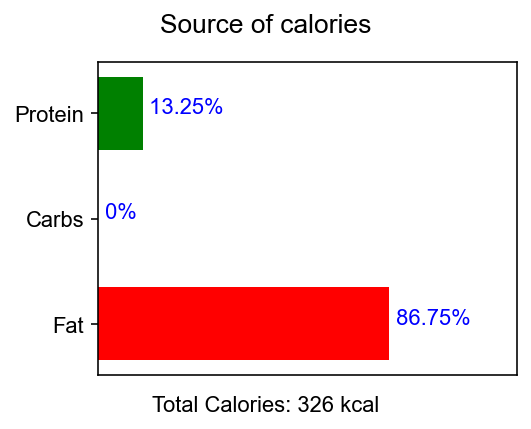 Source of calories
Protein
13.25%
Carbs
0%
Fat
86.75%
Total Calories: 326 kcal